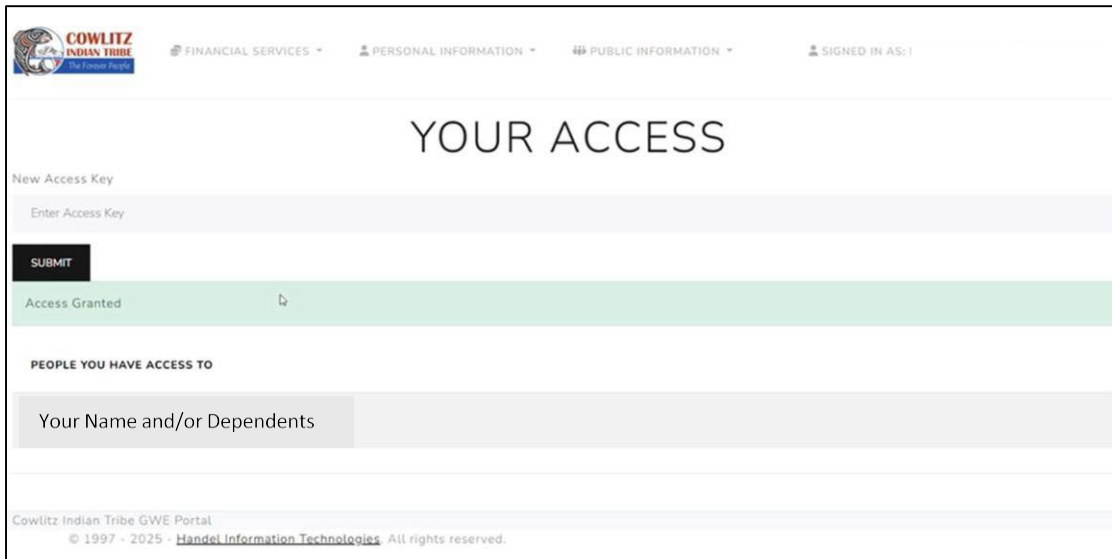 COWLITZ
INDIAN TRIBE
The Forever People
FINANCIAL SERVICES
PERSONAL INFORMATION
PUBLIC INFORMATION
SIGNED IN AS:
YOUR ACCESS
New Access Key
Enter Access Key
SUBMIT
Access Granted
PEOPLE YOU HAVE ACCESS TO
Your Name and/or Dependents
Cowlitz Indian Tribe GWE Portal
© 1997 - 2025 - Handel Information Technologies. All rights reserved.